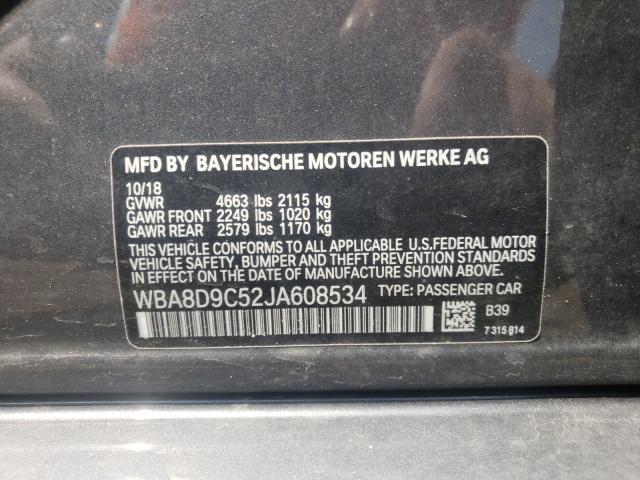 MFD BY BAYERISCHE MOTOREN WERKE AG
10/18
GVWR 4663 lbs 2115 kg
GAWR FRONT 2249 lbs 1020 kg
GAWR REAR 2579 lbs 1170 kg
THIS VEHICLE CONFORMS TO ALL APPLICABLE U.S.FEDERAL MOTOR
VEHICLE SAFETY, BUMPER AND THEFT PREVENTION STANDARDS
IN EFFECT ON THE DATE OF MANUFACTURE SHOWN ABOVE.
WBA8D9C52JA608534 TYPE: PASSENGER CAR
B39
7 315 814